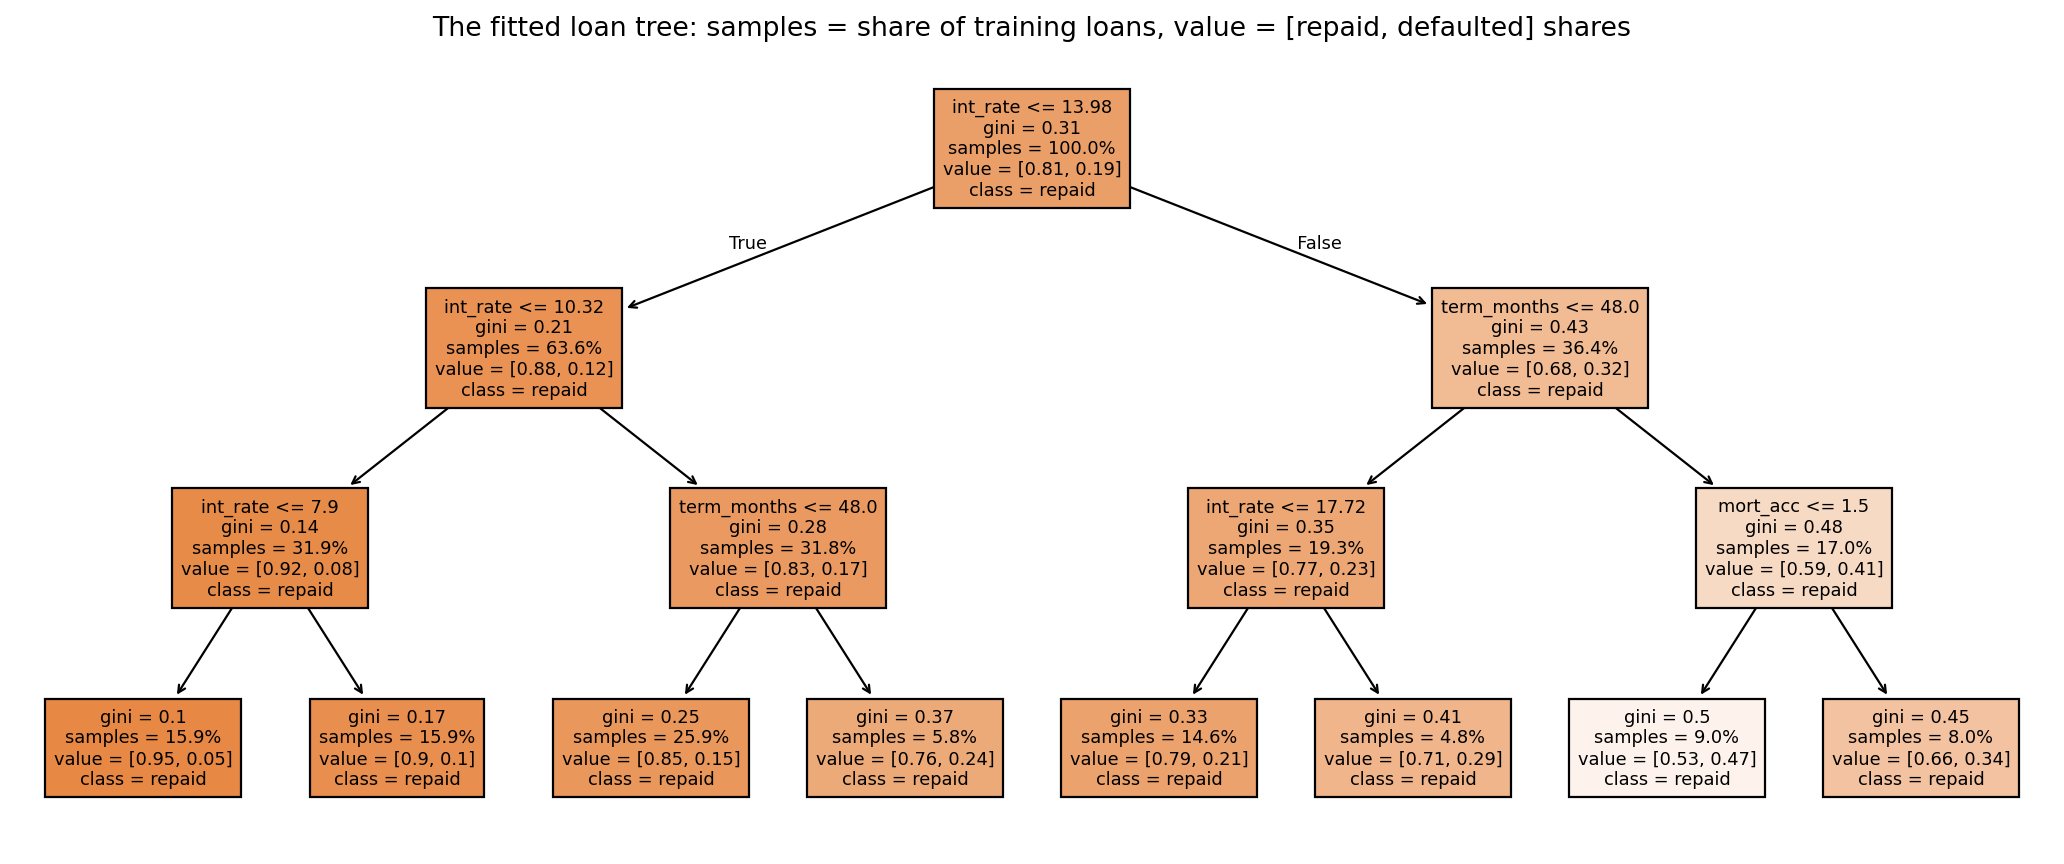 The fitted loan tree: samples = share of training loans, value = [repaid, defaulted] shares
int_rate <= 13.98
gini = 0.31
samples = 100.0%
value = [0.81, 0.19]
class = repaid
True
False
int_rate <= 10.32
gini = 0.21
samples = 63.6%
value = [0.88, 0.12]
class = repaid
term_months <= 48.0
gini = 0.43
samples = 36.4%
value = [0.68, 0.32]
class = repaid
int_rate <= 7.9
gini = 0.14
samples = 31.9%
value = [0.92, 0.08]
class = repaid
term_months <= 48.0
gini = 0.28
samples = 31.8%
value = [0.83, 0.17]
class = repaid
int_rate <= 17.72
gini = 0.35
samples = 19.3%
value = [0.77, 0.23]
class = repaid
mort_acc <= 1.5
gini = 0.48
samples = 17.0%
value = [0.59, 0.41]
class = repaid
gini = 0.1
samples = 15.9%
value = [0.95, 0.05]
class = repaid
gini = 0.17
samples = 15.9%
value = [0.9, 0.1]
class = repaid
gini = 0.25
samples = 25.9%
value = [0.85, 0.15]
class = repaid
gini = 0.37
samples = 5.8%
value = [0.76, 0.24]
class = repaid
gini = 0.33
samples = 14.6%
value = [0.79, 0.21]
class = repaid
gini = 0.41
samples = 4.8%
value = [0.71, 0.29]
class = repaid
gini = 0.5
samples = 9.0%
value = [0.53, 0.47]
class = repaid
gini = 0.45
samples = 8.0%
value = [0.66, 0.34]
class = repaid